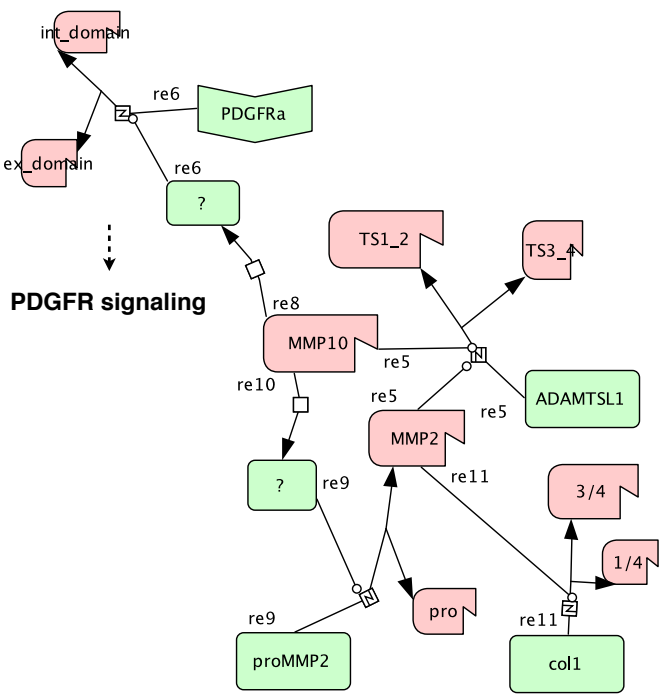 int_domain
re6
PDGFRa
ex_domain
re6
?
TS1_2
TS3_4
PDGFR signaling
re8
MMP10
re5
re10
re5
re5
ADAMTSL1
MMP2
?
re9
re11
3/4
1/4
pro
re9
re11
proMMP2
col1
N
N
N
N